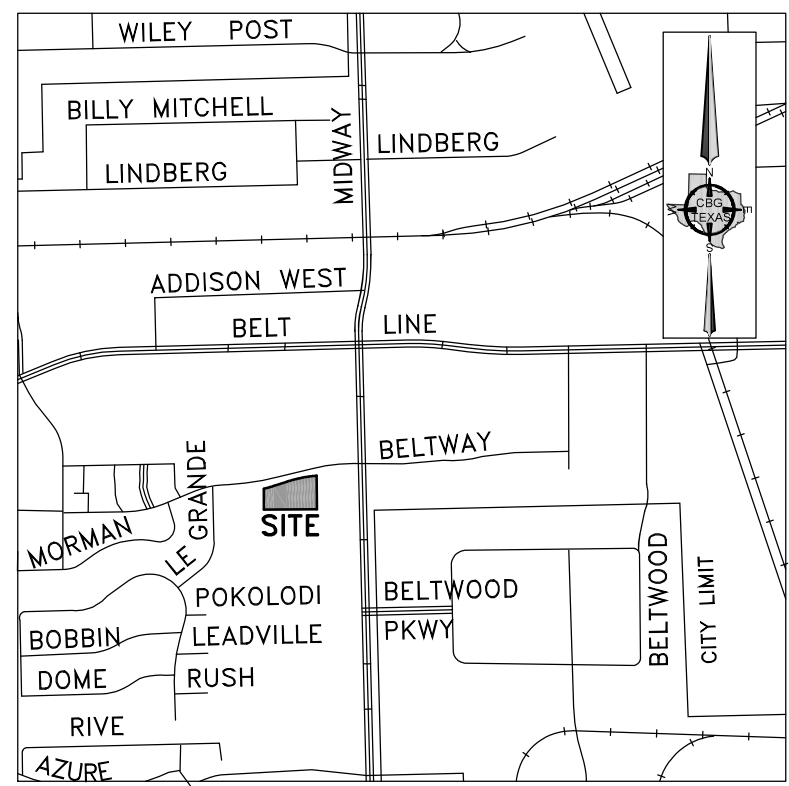 WILEY POST
BILLY MITCHELL
MIDWAY
LINDBERG
LINDBERG
N
CBG
W
E
TEXAS
S
ADDISON WEST
BELT LINE
BELTWAY
LE GRANDE
SITE
MORMAN
BELTWOOD
PKWY
BELTWOOD
CITY LIMIT
POKOLODI
BOBBIN
LEADVILLE
DOME
RUSH
RIVE
AZURE